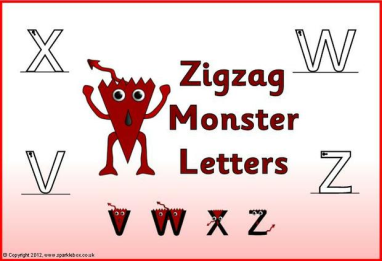 X
W
Zigzag
Monster
Letters
V
Z
V W X Z
© Copyright 2012, www.sparklebox.co.uk